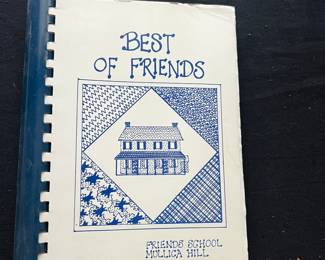 BEST
OF FRIENDS
FRIENDS SCHOOL
MULLICA HILL